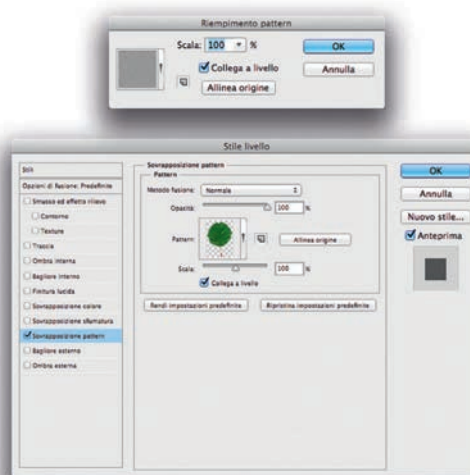 Riempimento pattern
Scala: 100 %
OK
Collega a livello
Annulla
Allinea origine
Stile livello
Stili
Opzioni di fusione: Predefinite
Smusso ed effetto rilievo
Contorno
Texture
Traccia
Ombra interna
Bagliore interno
Finitura lucida
Sovrapposizione colore
Sovrapposizione sfumatura
Sovrapposizione pattern
Bagliore esterno
Ombra esterna
Sovrapposizione pattern
Pattern
Metodo fusione: Normale
Opacità: 100 %
Pattern:
Allinea origine
Scala: 100 %
Collega a livello
Rendi impostazioni predefinite
Ripristina impostazioni predefinite
OK
Annulla
Nuovo stile...
Anteprima